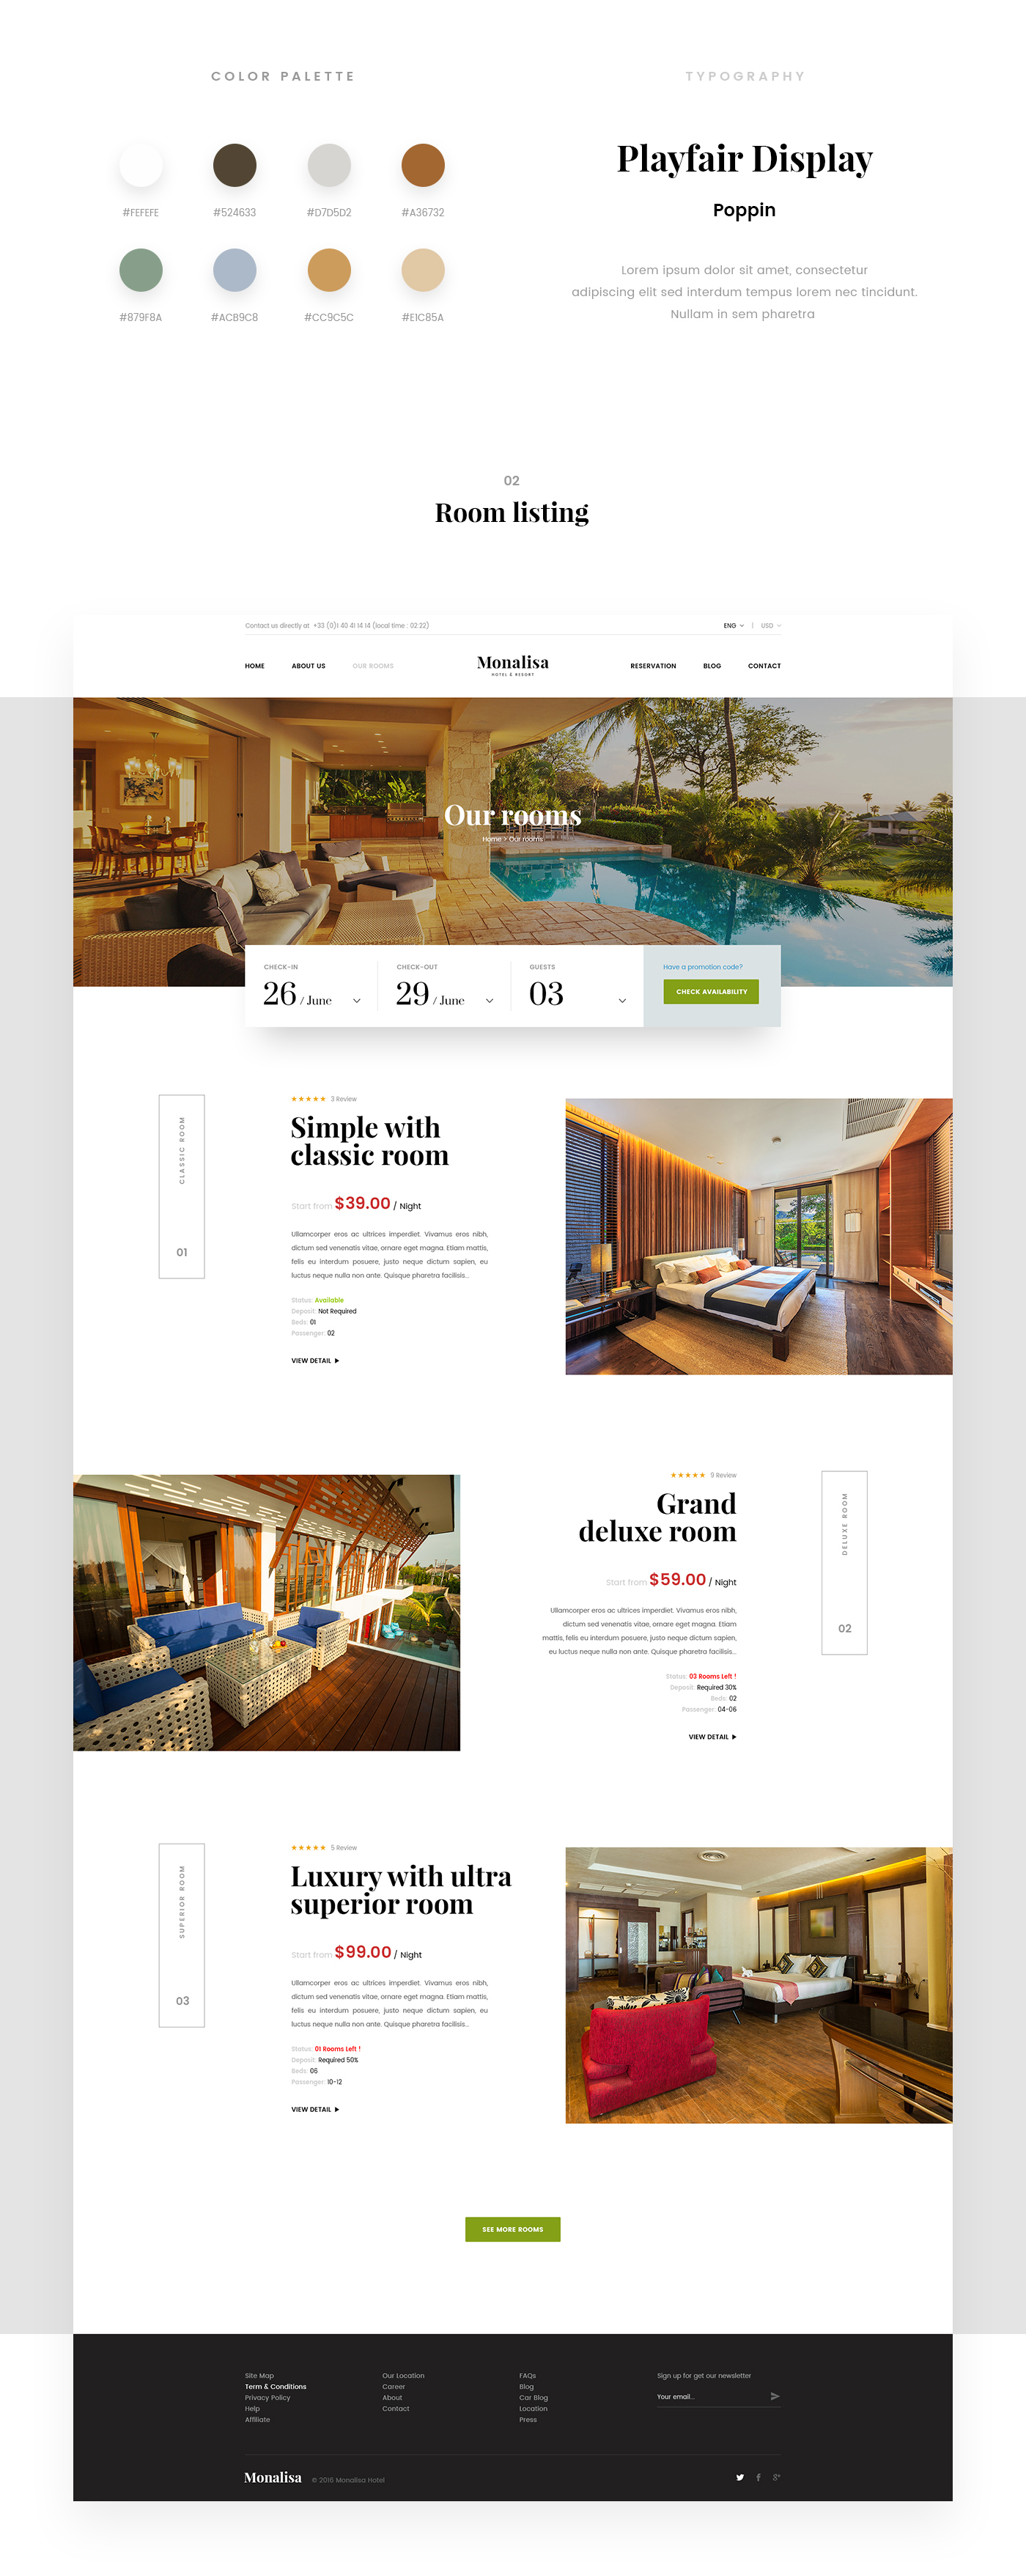 COLOR PALETTE
TYPOGRAPHY
#FEFEFE
#524633
#D7D5D2
#A36732
#879F8A
#ACB9C8
#CC9C5C
#E1C85A
Playfair Display
Poppin
Lorem ipsum dolor sit amet, consectetur
adipiscing elit sed interdum tempus lorem nec tincidunt.
Nullam in sem pharetra
02
Room listing
Contact us directly at +33 (0)1 40 41 14 14 (local time : 02:22)
ENG | USD
HOME ABOUT US OUR ROOMS
Monalisa
HOTEL & RESORT
RESERVATION BLOG CONTACT
Our rooms
Home > Our rooms
CHECK-IN
26 / June
CHECK-OUT
29 / June
GUESTS
03
Have a promotion code?
CHECK AVAILABILITY
CLASSIC ROOM
01
3 Review
Simple with
classic room
Start from $39.00 / Night
Ullamcorper eros ac ultrices imperdiet. Vivamus eros nibh,
dictum sed venenatis vitae, ornare eget magna. Etiam mattis,
felis eu interdum posuere, justo neque dictum sapien, eu
luctus neque nulla non ante. Quisque pharetra facilisis...
Status: Available
Deposit: Not Required
Beds: 01
Passenger: 02
VIEW DETAIL
9 Review
Grand
deluxe room
Start from $59.00 / Night
Ullamcorper eros ac ultrices imperdiet. Vivamus eros nibh,
dictum sed venenatis vitae, ornare eget magna. Etiam
mattis, felis eu interdum posuere, justo neque dictum sapien,
eu luctus neque nulla non ante. Quisque pharetra facilisis...
Status: 03 Rooms Left !
Deposit: Required 30%
Beds: 02
Passenger: 04-06
VIEW DETAIL
DELUXE ROOM
02
SUPERIOR ROOM
03
5 Review
Luxury with ultra
superior room
Start from $99.00 / Night
Ullamcorper eros ac ultrices imperdiet. Vivamus eros nibh,
dictum sed venenatis vitae, ornare eget magna. Etiam mattis,
felis eu interdum posuere, justo neque dictum sapien, eu
luctus neque nulla non ante. Quisque pharetra facilisis...
Status: 01 Rooms Left !
Deposit: Required 50%
Beds: 06
Passenger: 10-12
VIEW DETAIL
SEE MORE ROOMS
Site Map
Term & Conditions
Privacy Policy
Help
Affiliate
Our Location
Career
About
Contact
FAQs
Blog
Car Blog
Location
Press
Sign up for get our newsletter
Your email...
Monalisa
© 2016 Monalisa Hotel